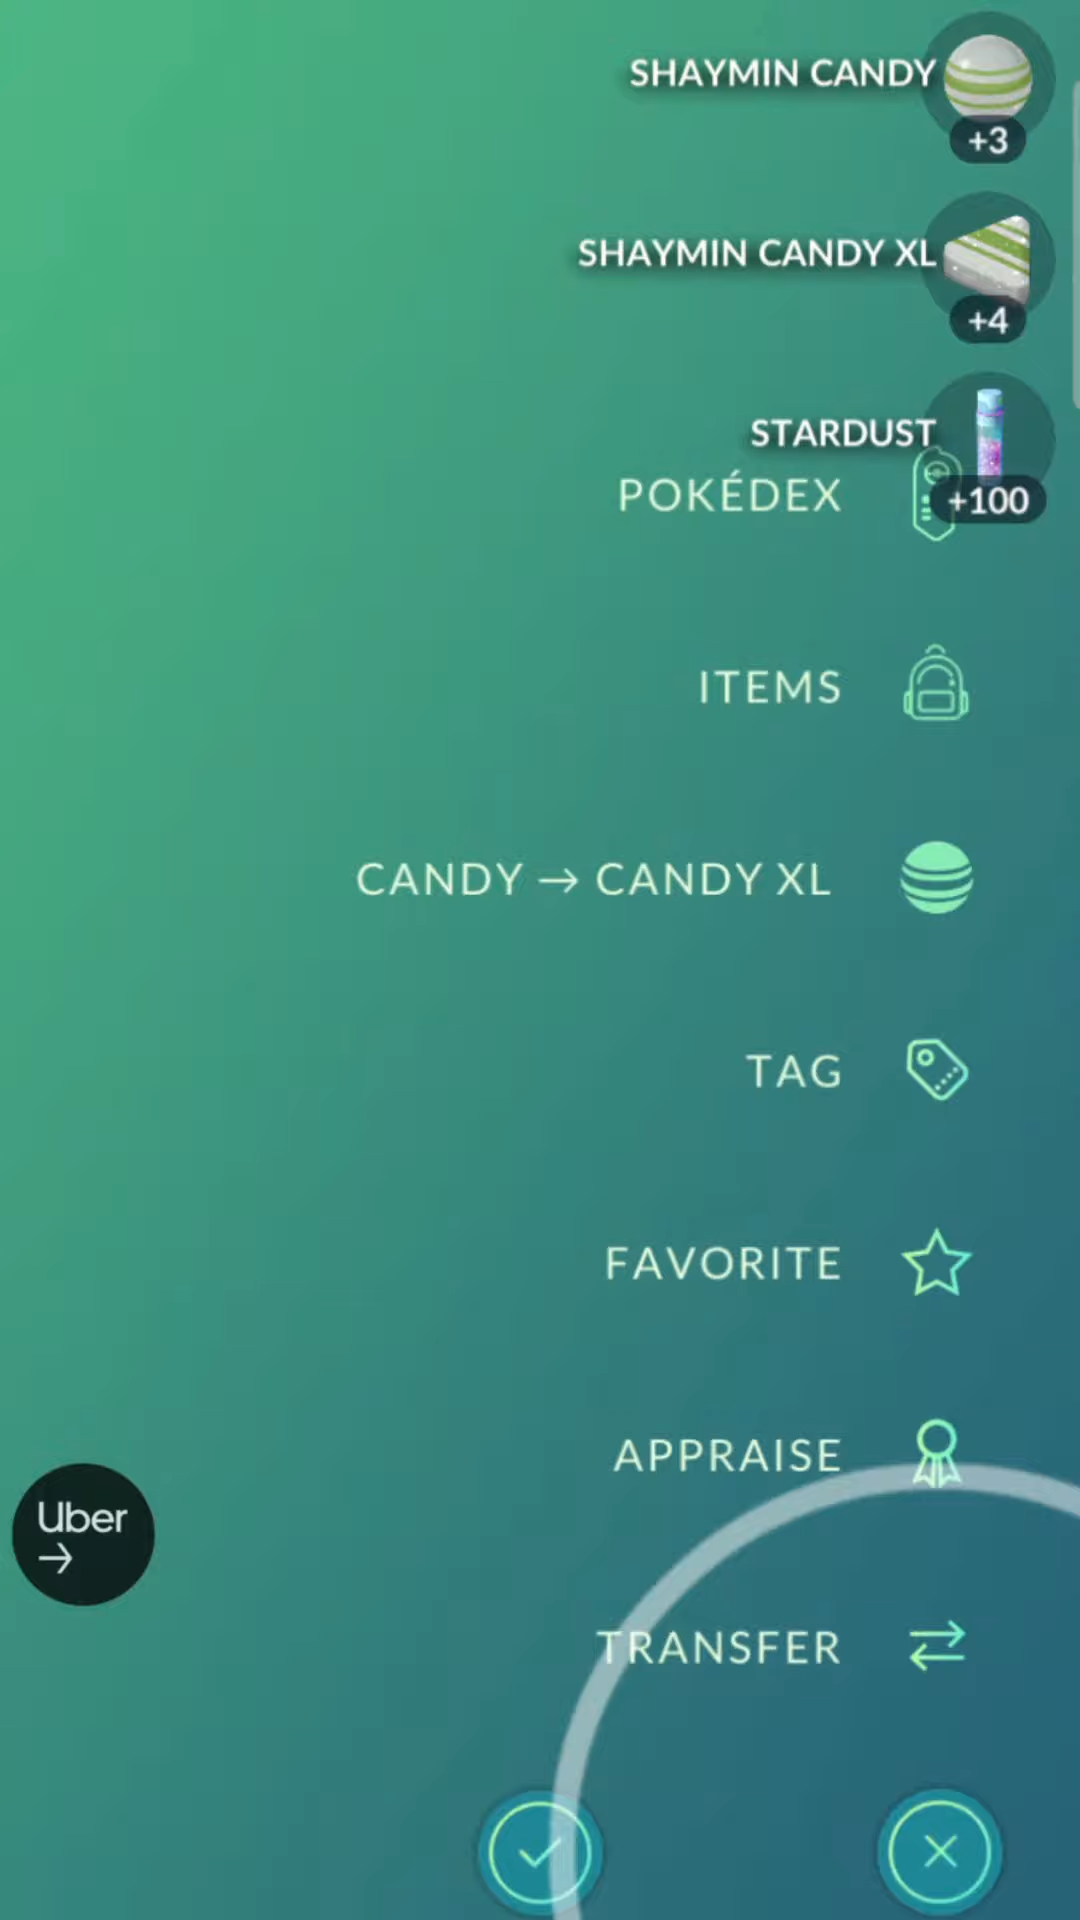 SHAYMIN CANDY
+3
SHAYMIN CANDY XL
+4
STARDUST
+100
POKÉDEX
ITEMS
CANDY → CANDY XL
TAG
FAVORITE
APPRAISE
Uber
→
TRANSFER